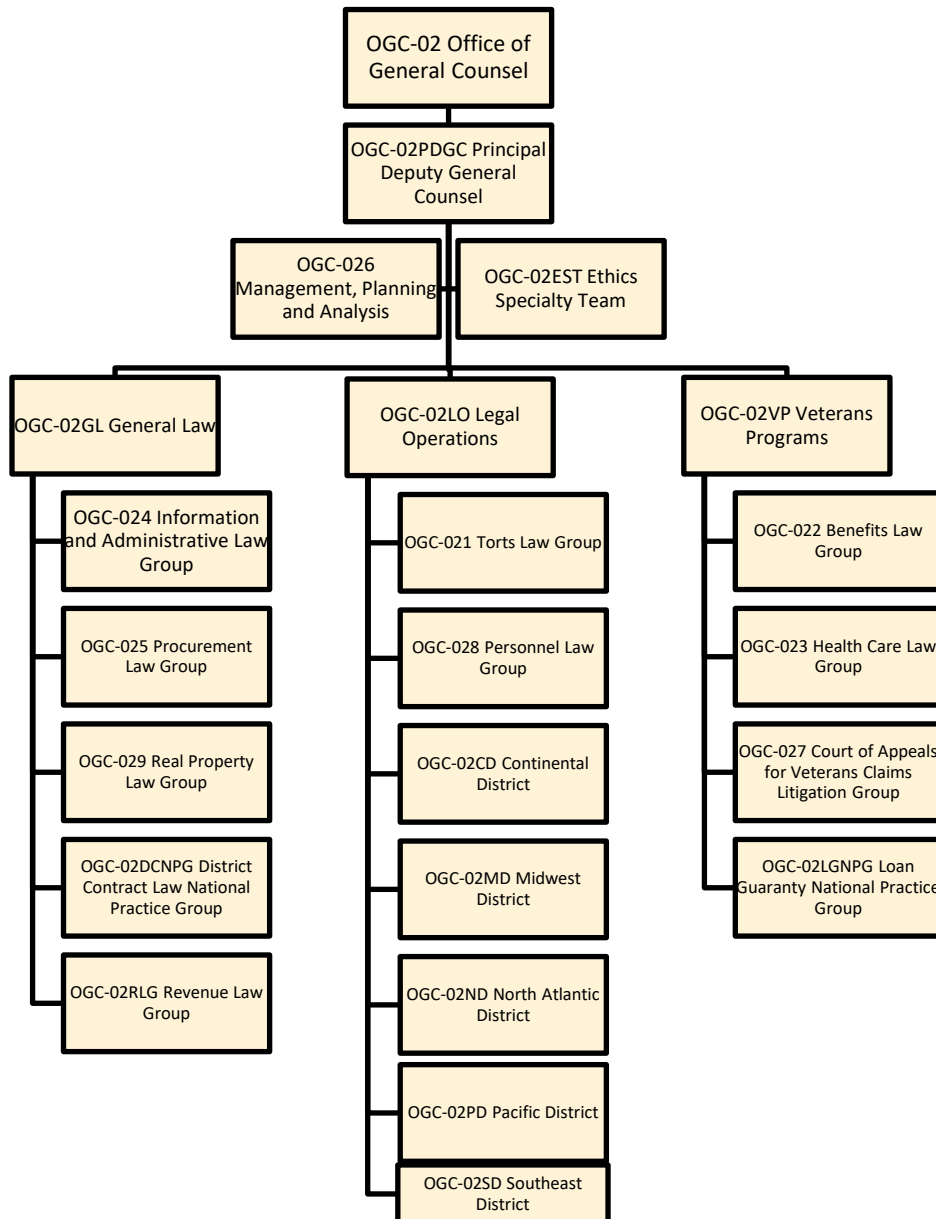 OGC-02 Office of
General Counsel
OGC-02PDGC Principal
Deputy General
Counsel
OGC-026
Management, Planning
and Analysis
OGC-02EST Ethics
Specialty Team
OGC-02GL General Law
OGC-024 Information
and Administrative Law
Group
OGC-025 Procurement
Law Group
OGC-029 Real Property
Law Group
OGC-02DCNPG District
Contract Law National
Practice Group
OGC-02RLG Revenue Law
Group
OGC-02LO Legal
Operations
OGC-021 Torts Law Group
OGC-028 Personnel Law
Group
OGC-02CD Continental
District
OGC-02MD Midwest
District
OGC-02ND North Atlantic
District
OGC-02PD Pacific District
OGC-02SD Southeast
District
OGC-02VP Veterans
Programs
OGC-022 Benefits Law
Group
OGC-023 Health Care Law
Group
OGC-027 Court of Appeals
for Veterans Claims
Litigation Group
OGC-02LGNPG Loan
Guaranty National Practice
Group